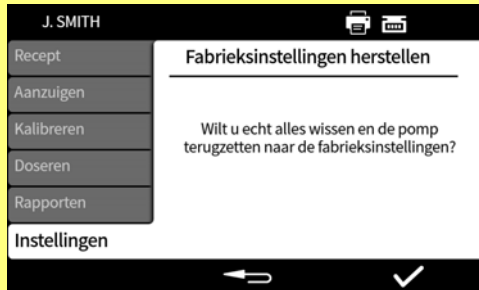 J. SMITH
Recept
Aanzuigen
Kalibreren
Doseren
Rapporten
Instellingen
Fabrieksinstellingen herstellen
Wilt u echt alles wissen en de pomp
terugzetten naar de fabrieksinstellingen?